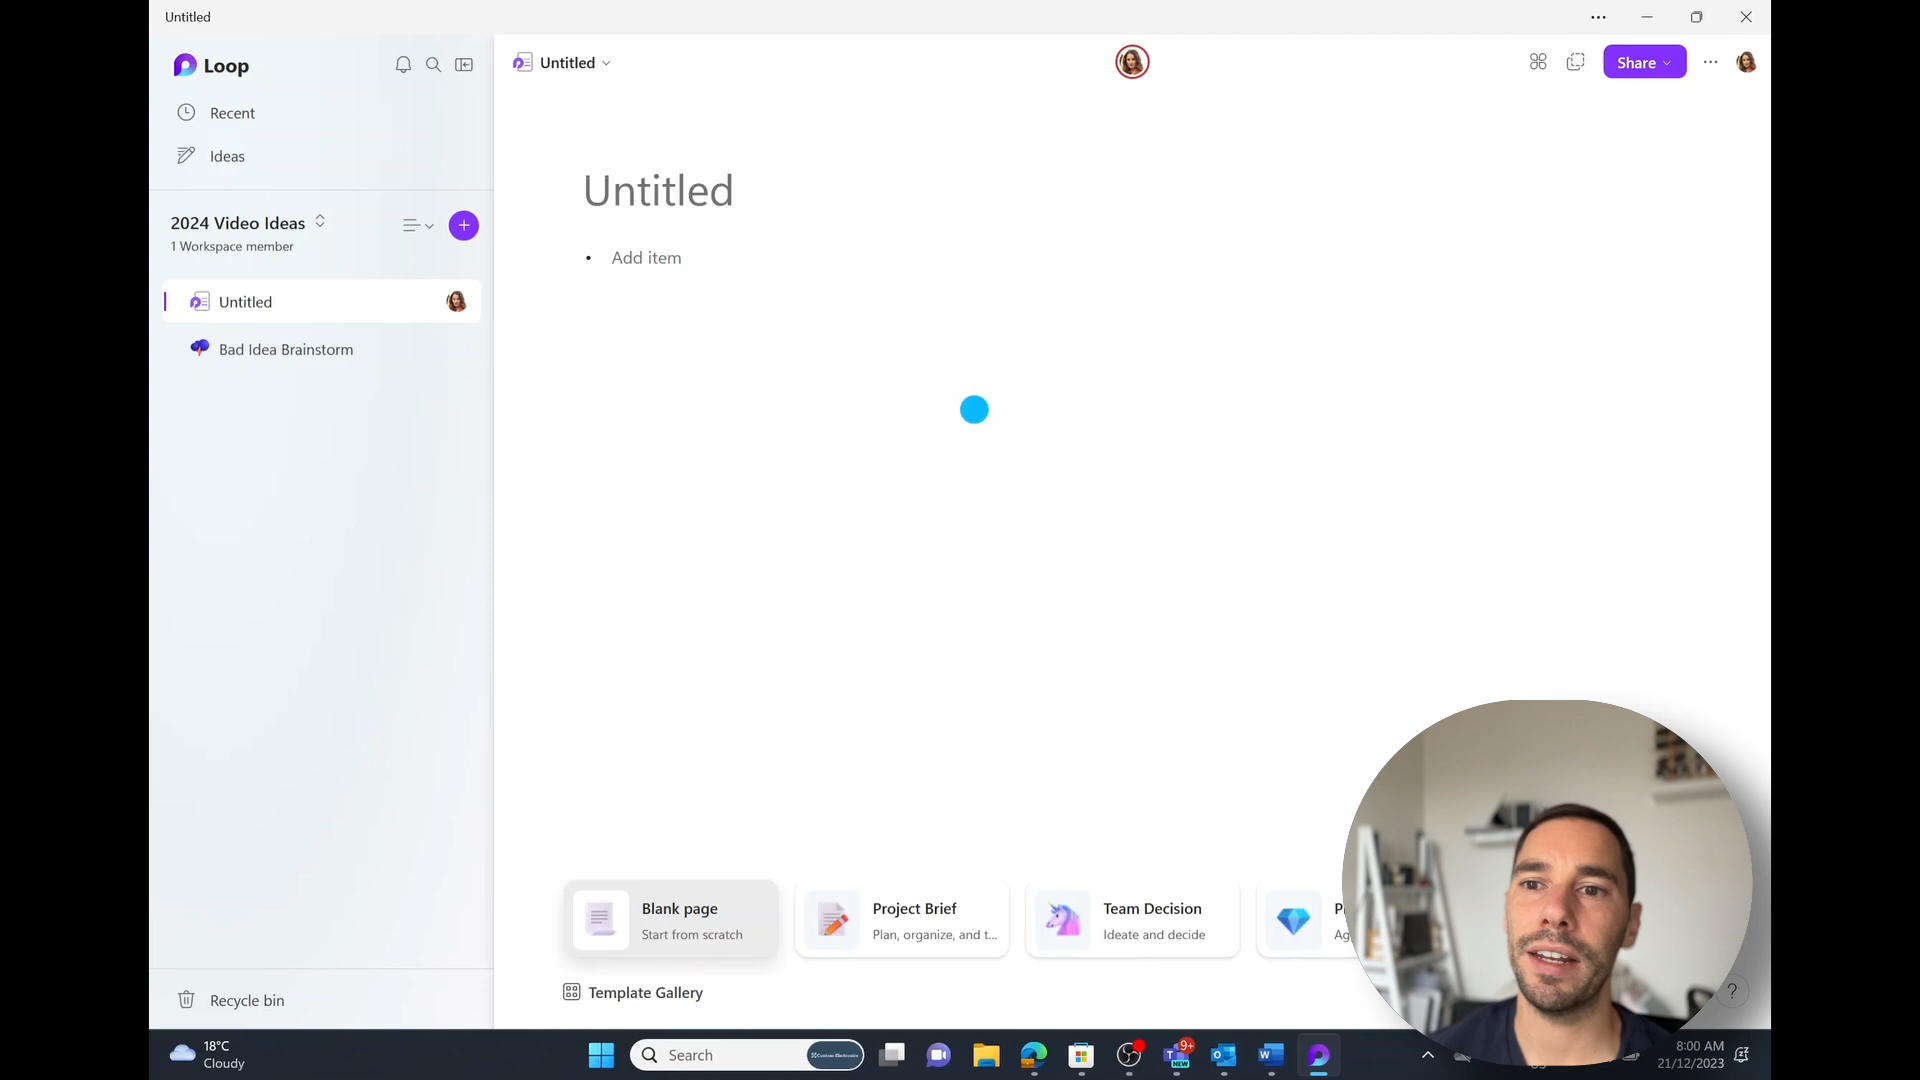 Untitled
Loop
Recent
Ideas
2024 Video Ideas
1 Workspace member
Untitled
Bad Idea Brainstorm
Recycle bin
Untitled
Share
Untitled
• Add item
Blank page
Start from scratch
Project Brief
Plan, organize, and t...
Team Decision
Ideate and decide
Template Gallery
?
18°C
Cloudy
Search
9+
NEW
8:00 AM
21/12/2023